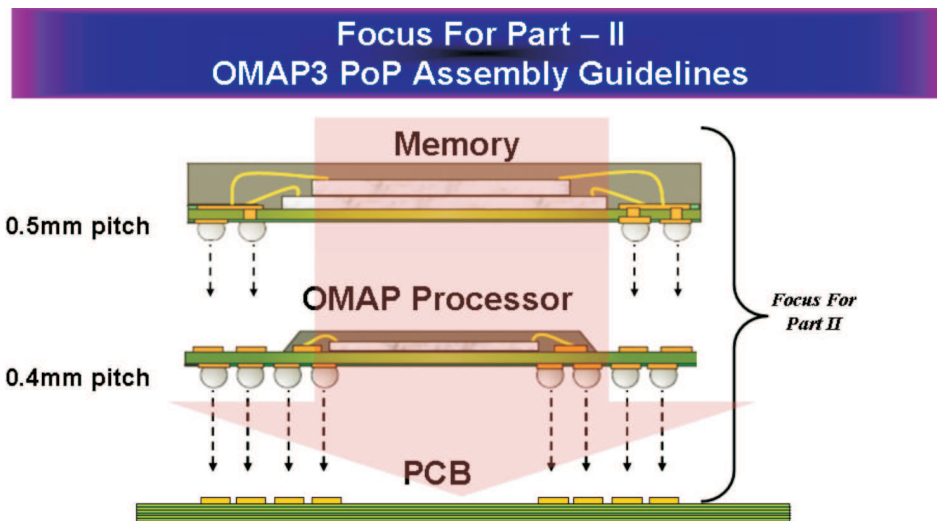 Focus For Part – II
OMAP3 PoP Assembly Guidelines
Memory
0.5mm pitch
OMAP Processor
Focus For
Part II
0.4mm pitch
PCB